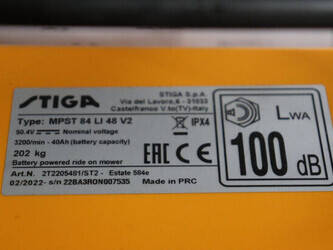 STIGA
STIGA S.p.A.
Via del Lavoro,6 - 31033
Castelfranco V.to(TV)-Italy
Type: MPST 84 LI 48 V2
50.4V Nominal voltage
3200/min - 40Ah (battery capacity)
202 kg
Battery powered ride on mower
IPX4
EAC CE
LWA
100 dB
Art.N. 2T2205481/ST2 - Estate 584e
02/2022 - s/n 22BA3RON007535 Made in PRC